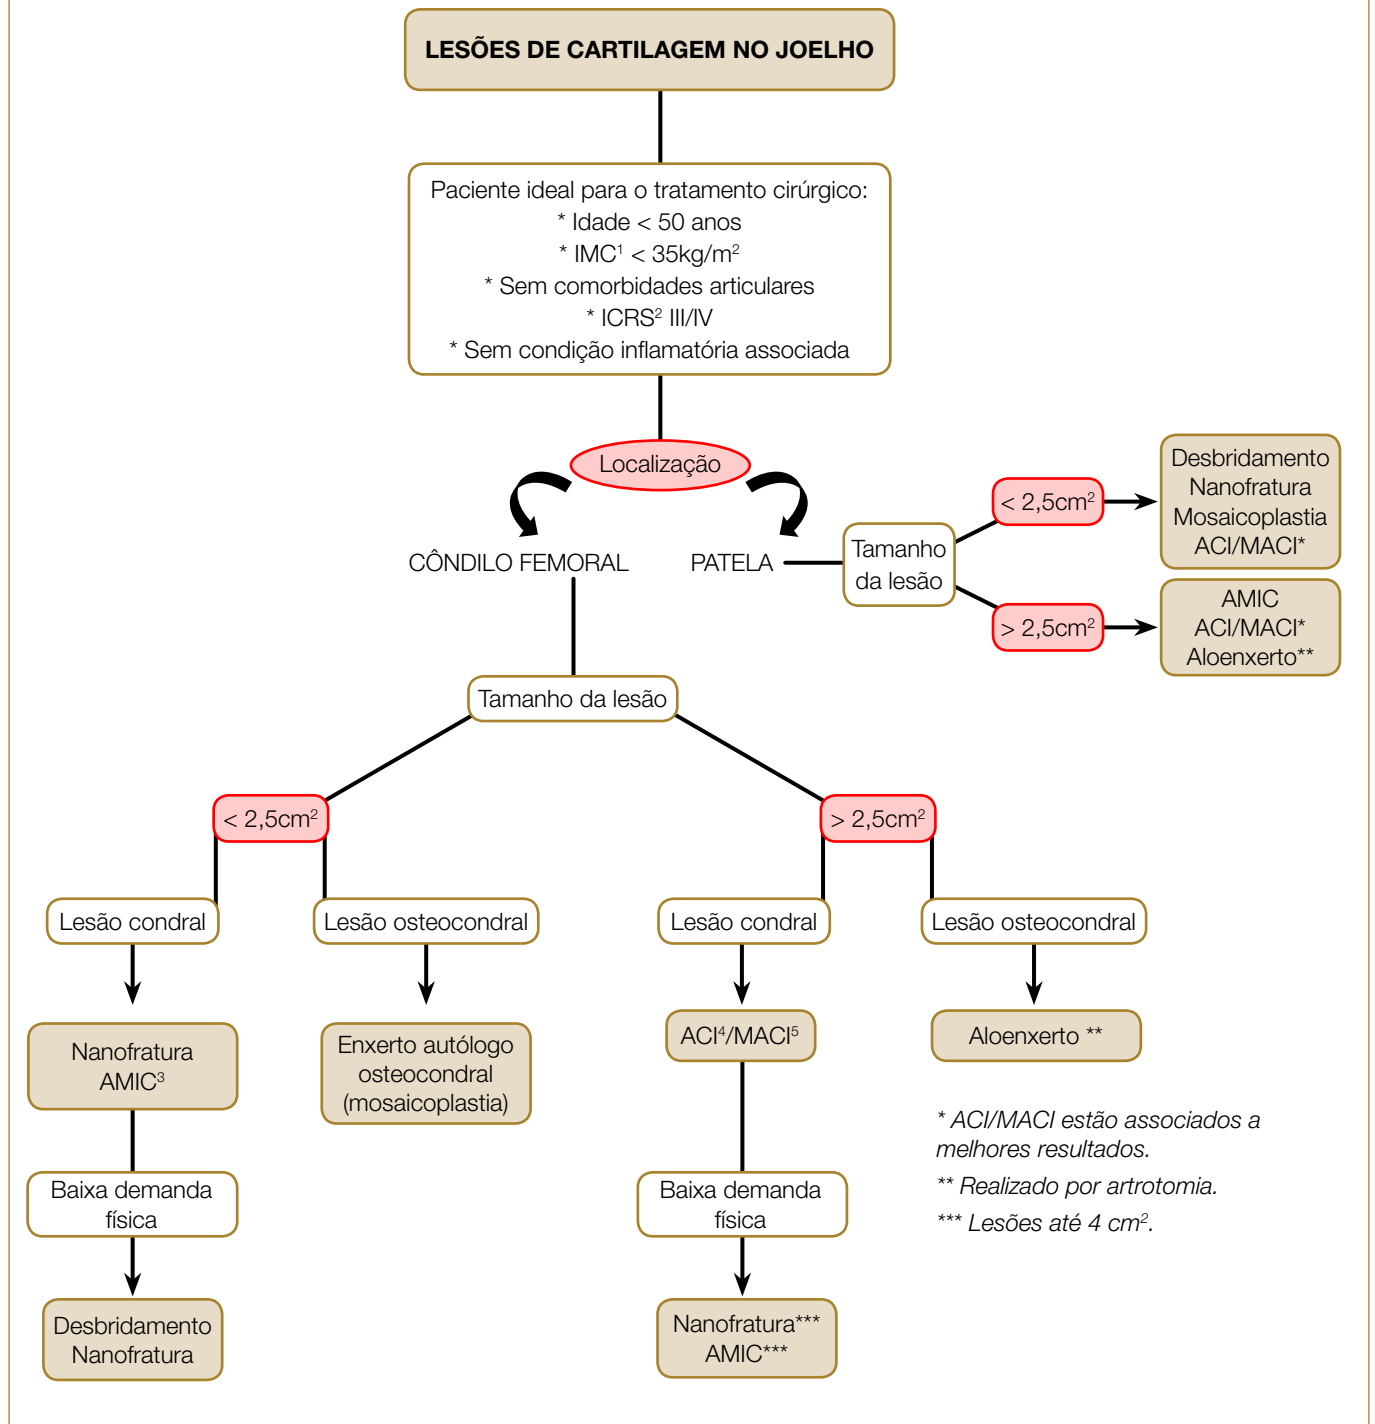 LESÕES DE CARTILAGEM NO JOELHO
Paciente ideal para o tratamento cirúrgico:
* Idade < 50 anos
* IMC¹ < 35kg/m²
* Sem comorbidades articulares
* ICRS² III/IV
* Sem condição inflamatória associada
Localização
CÔNDILO FEMORAL
PATELA
Tamanho
da lesão
< 2,5cm²
Desbridamento
Nanofratura
Mosaicoplastia
ACI/MACI*
> 2,5cm²
AMIC
ACI/MACI*
Aloenxerto**
Tamanho da lesão
< 2,5cm²
> 2,5cm²
Lesão condral
Lesão osteocondral
Lesão condral
Lesão osteocondral
Nanofratura
AMIC³
Enxerto autólogo
osteocondral
(mosaicoplastia)
ACI⁴/MACI⁵
Aloenxerto **
Baixa demanda
física
Baixa demanda
física
Desbridamento
Nanofratura
Nanofratura***
AMIC***
* ACI/MACI estão associados a
melhores resultados.
** Realizado por artrotomia.
*** Lesões até 4 cm².